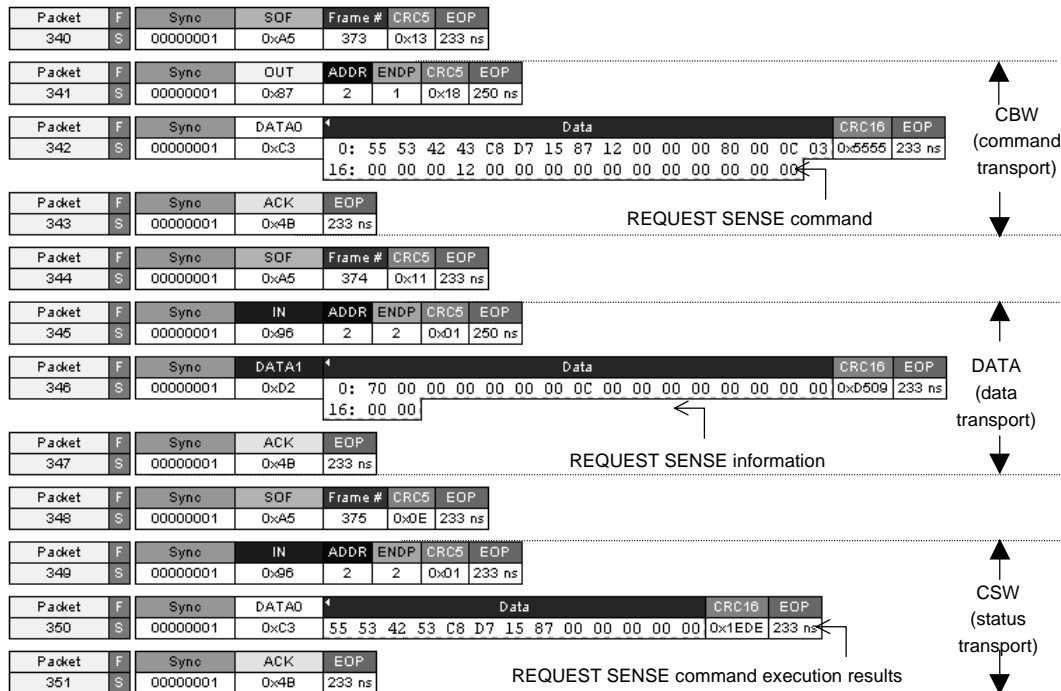 Packet F Sync SOF Frame # CRC5 EOP
340 S 00000001 0xA5 373 0x13 233 ns
Packet F Sync OUT ADDR ENDP CRC5 EOP
341 S 00000001 0x87 2 1 0x18 250 ns
CBW
(command
transport)
Packet F Sync DATA0 Data CRC16 EOP
342 S 00000001 0xC3 0: 55 53 42 43 C8 D7 15 87 12 00 00 00 80 00 0C 03 0x5555 233 ns
16: 00 00 00 12 00 00 00 00 00 00 00 00 00 00 00
REQUEST SENSE command
Packet F Sync ACK EOP
343 S 00000001 0x4B 233 ns
Packet F Sync SOF Frame # CRC5 EOP
344 S 00000001 0xA5 374 0x11 233 ns
Packet F Sync IN ADDR ENDP CRC5 EOP
345 S 00000001 0x96 2 2 0x01 250 ns
DATA
(data
transport)
Packet F Sync DATA1 Data CRC16 EOP
346 S 00000001 0xD2 0: 70 00 00 00 00 00 00 0C 00 00 00 00 00 00 00 00 0xD509 233 ns
16: 00 00
REQUEST SENSE information
Packet F Sync ACK EOP
347 S 00000001 0x4B 233 ns
Packet F Sync SOF Frame # CRC5 EOP
348 S 00000001 0xA5 375 0x0E 233 ns
Packet F Sync IN ADDR ENDP CRC5 EOP
349 S 00000001 0x96 2 2 0x01 233 ns
CSW
(status
transport)
Packet F Sync DATA0 Data CRC16 EOP
350 S 00000001 0xC3 55 53 42 53 C8 D7 15 87 00 00 00 00 00 0x1EDE 233 ns
REQUEST SENSE command execution results
Packet F Sync ACK EOP
351 S 00000001 0x4B 233 ns